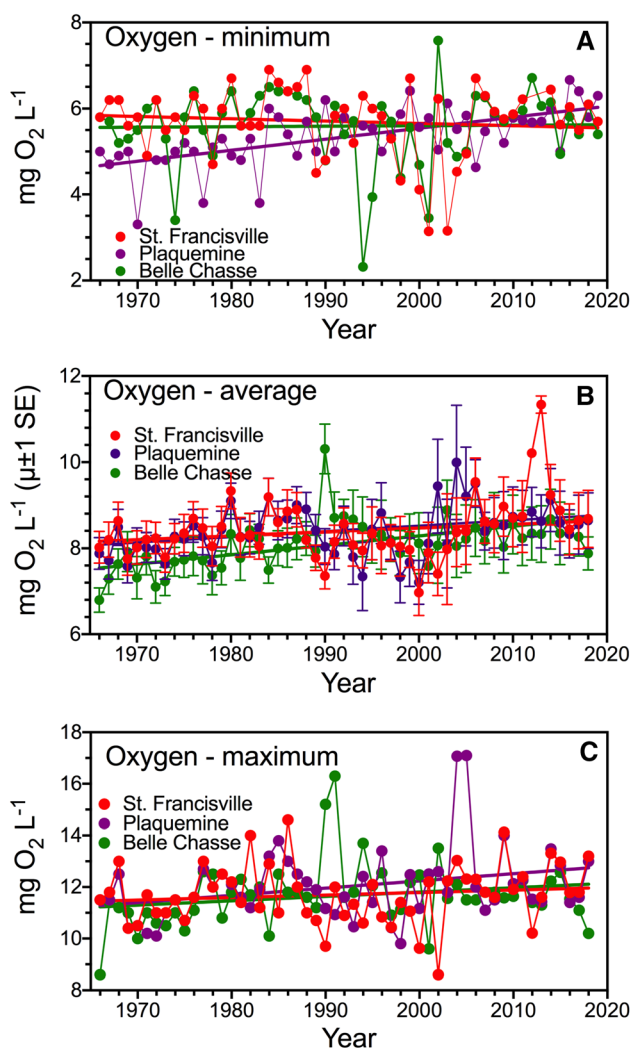 Oxygen - minimum
A
mg O₂ L⁻¹
8
6
4
2
St. Francisville
Plaquemine
Belle Chasse
1970 1980 1990 2000 2010 2020
Year
Oxygen - average
B
mg O₂ L⁻¹ (μ±1 SE)
12
10
8
6
St. Francisville
Plaquemine
Belle Chasse
1970 1980 1990 2000 2010 2020
Year
Oxygen - maximum
C
mg O₂ L⁻¹
18
16
14
12
10
8
St. Francisville
Plaquemine
Belle Chasse
1970 1980 1990 2000 2010 2020
Year